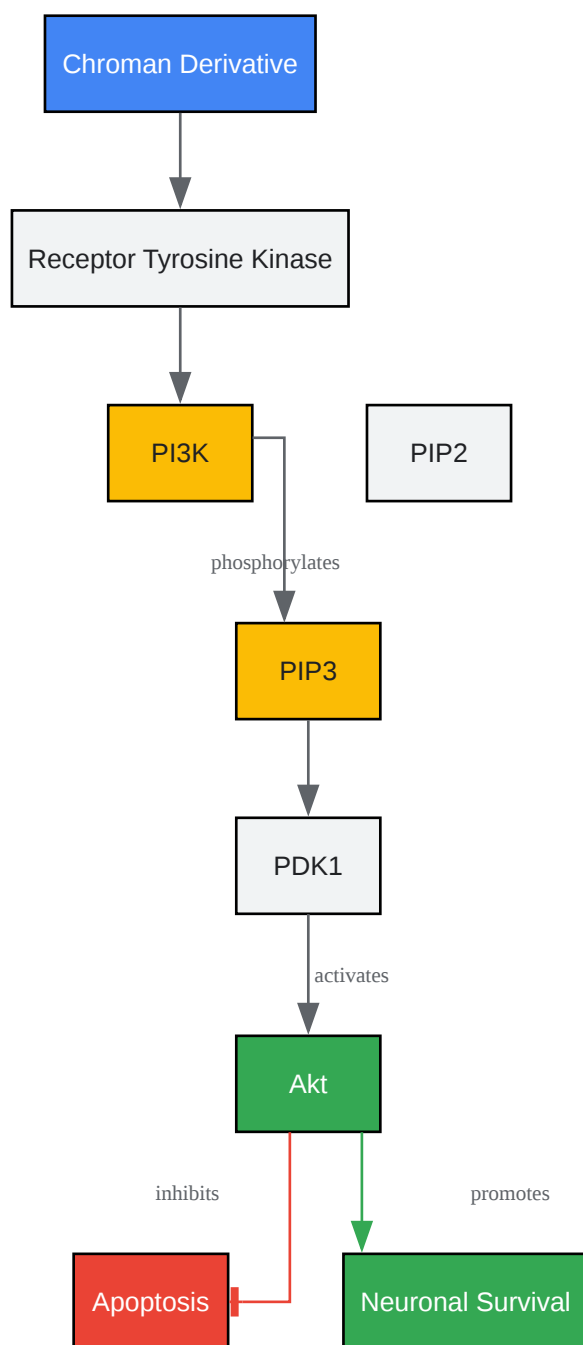 Chroman Derivative
Receptor Tyrosine Kinase
PI3K
PIP2
phosphorylates
PIP3
PDK1
activates
Akt
inhibits
promotes
Apoptosis
Neuronal Survival